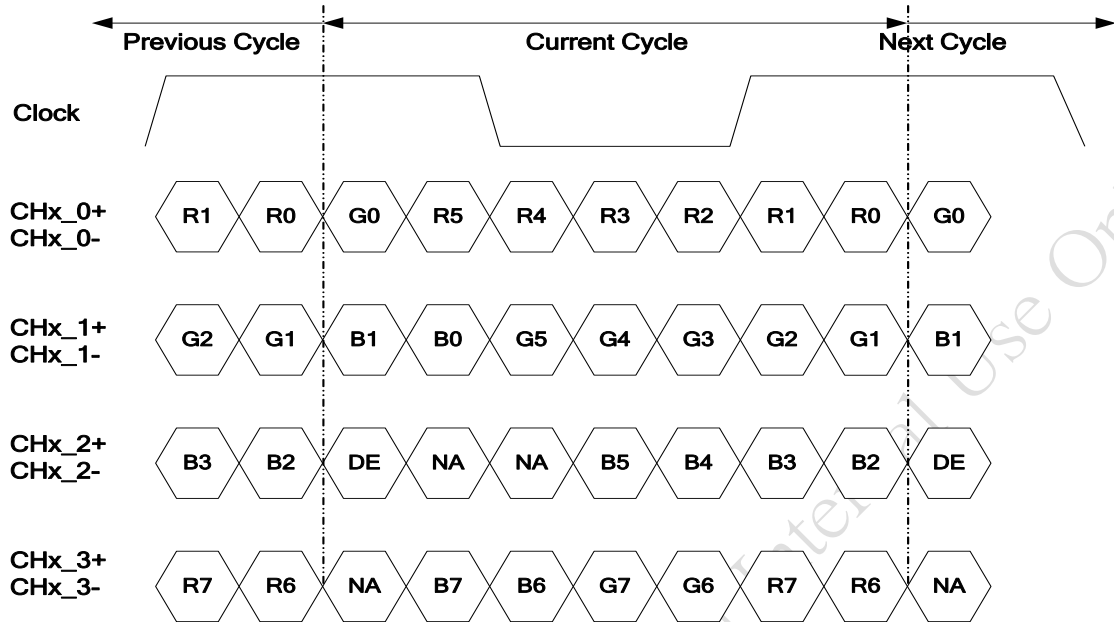 Previous Cycle Current Cycle Next Cycle
Clock
CHx_0+
CHx_0-
R1 R0 G0 R5 R4 R3 R2 R1 R0 G0
CHx_1+
CHx_1-
G2 G1 B1 B0 G5 G4 G3 G2 G1 B1
CHx_2+
CHx_2-
B3 B2 DE NA NA B5 B4 B3 B2 DE
CHx_3+
CHx_3-
R7 R6 NA B7 B6 G7 G6 R7 R6 NA
Internal Use